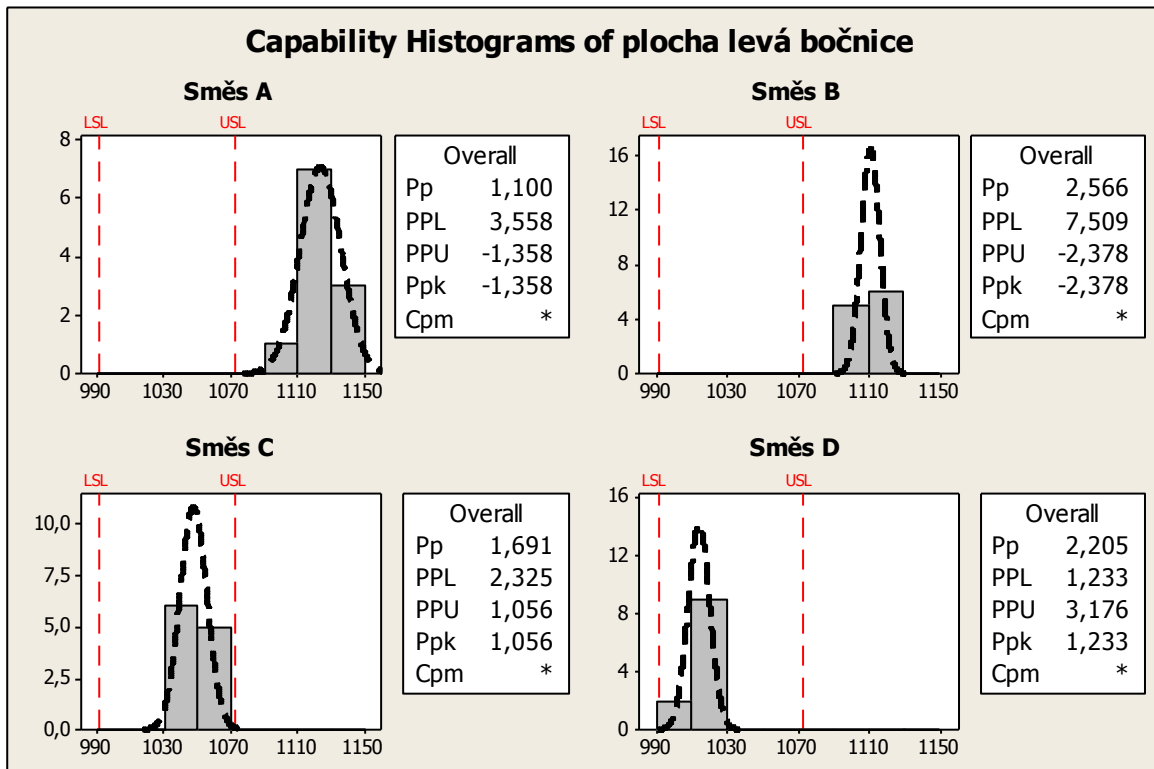 Capability Histograms of plocha levá bočnice
Směs A
LSL USL
8
6
4
2
0
990 1030 1070 1110 1150
Overall
Pp 1,100
PPL 3,558
PPU -1,358
Ppk -1,358
Cpm *
Směs B
LSL USL
16
12
8
4
0
990 1030 1070 1110 1150
Overall
Pp 2,566
PPL 7,509
PPU -2,378
Ppk -2,378
Cpm *
Směs C
LSL USL
10,0
7,5
5,0
2,5
0,0
990 1030 1070 1110 1150
Overall
Pp 1,691
PPL 2,325
PPU 1,056
Ppk 1,056
Cpm *
Směs D
LSL USL
16
12
8
4
0
990 1030 1070 1110 1150
Overall
Pp 2,205
PPL 1,233
PPU 3,176
Ppk 1,233
Cpm *